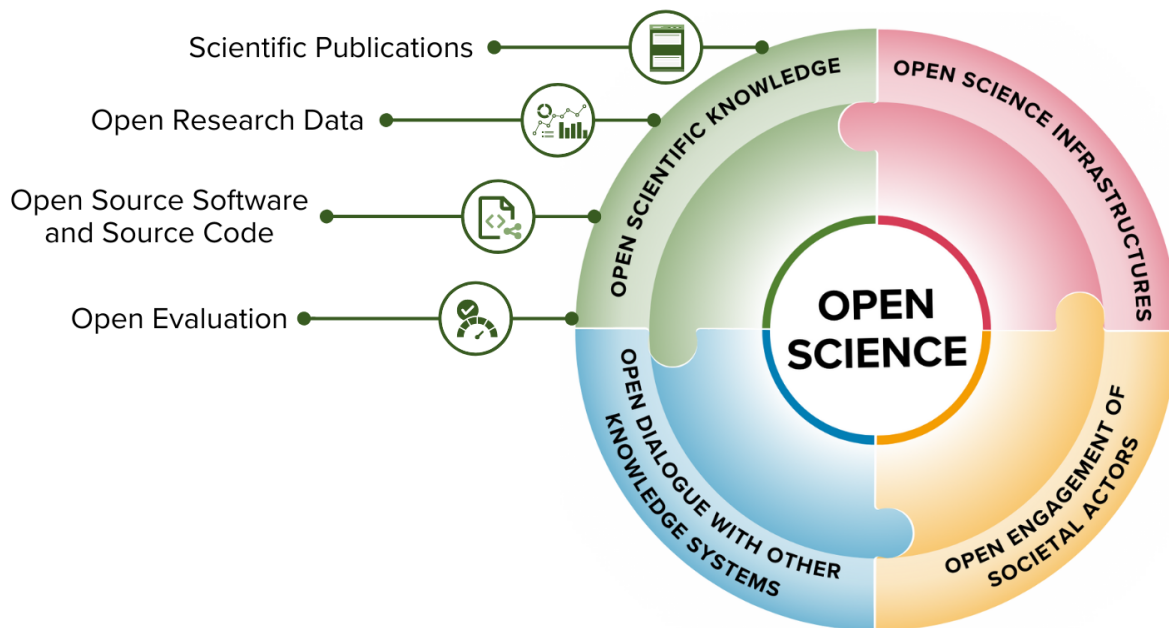 Scientific Publications
Open Research Data
Open Source Software
and Source Code
Open Evaluation
OPEN SCIENTIFIC KNOWLEDGE
OPEN SCIENCE INFRASTRUCTURES
OPEN
SCIENCE
OPEN DIALOGUE WITH OTHER
KNOWLEDGE SYSTEMS
OPEN ENGAGEMENT OF
SOCIETAL ACTORS